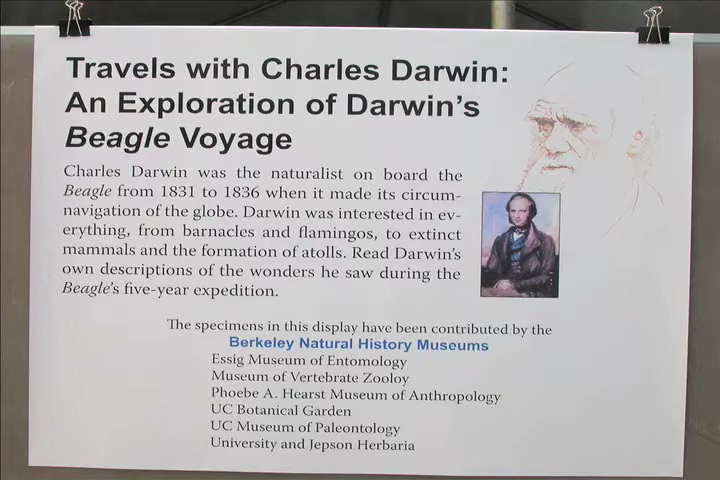 Travels with Charles Darwin:
An Exploration of Darwin's
Beagle Voyage
Charles Darwin was the naturalist on board the
Beagle from 1831 to 1836 when it made its circum-
navigation of the globe. Darwin was interested in ev-
erything, from barnacles and flamingos, to extinct
mammals and the formation of atolls. Read Darwin's
own descriptions of the wonders he saw during the
Beagle's five-year expedition.
The specimens in this display have been contributed by the
Berkeley Natural History Museums
Essig Museum of Entomology
Museum of Vertebrate Zooloy
Phoebe A. Hearst Museum of Anthropology
UC Botanical Garden
UC Museum of Paleontology
University and Jepson Herbaria